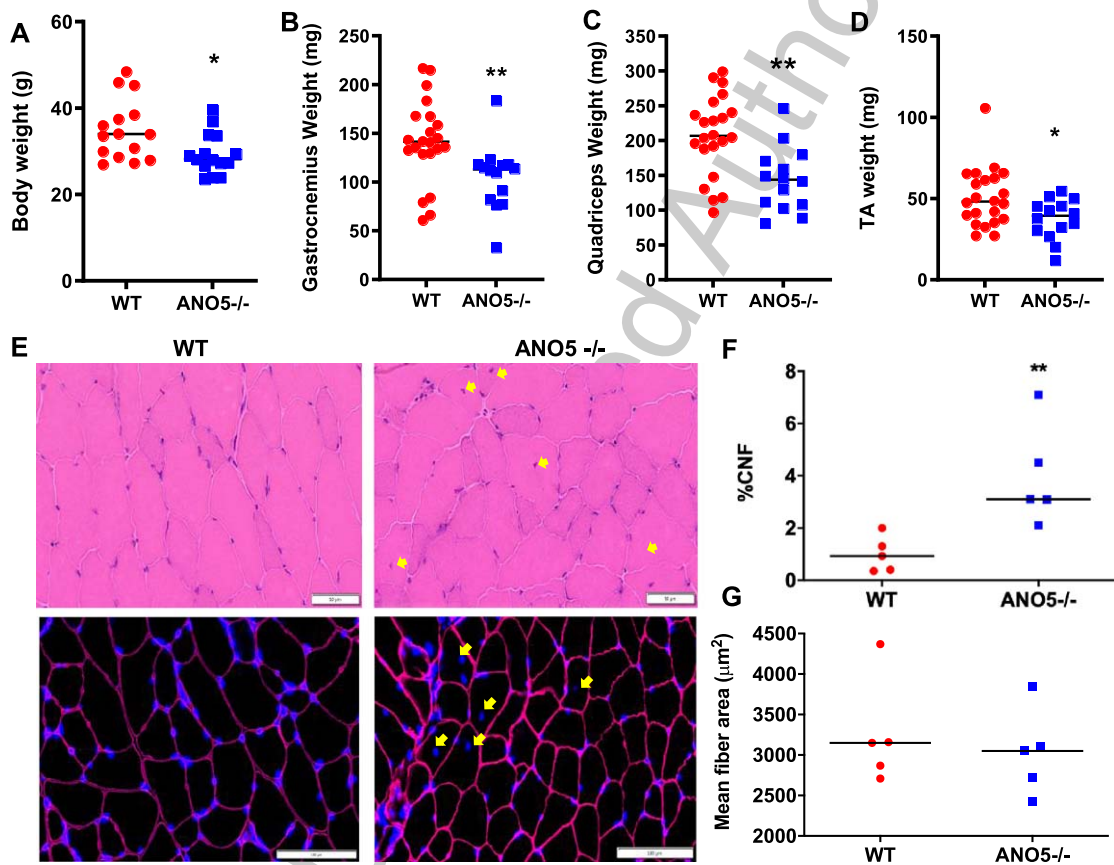 A
Body weight (g)
60
40
20
0
*
WT
ANO5-/-
B
Gastrocnemius Weight (mg)
250
200
150
100
50
0
**
WT
ANO5-/-
C
Quadriceps Weight (mg)
350
300
250
200
150
100
50
0
**
WT
ANO5-/-
D
TA weight (mg)
150
100
50
0
*
WT
ANO5-/-
E
WT
ANO5 -/-
F
%CNF
8
6
4
2
0
**
WT
ANO5-/-
G
Mean fiber area (μm²)
4500
4000
3500
3000
2500
2000
WT
ANO5-/-
d Autho